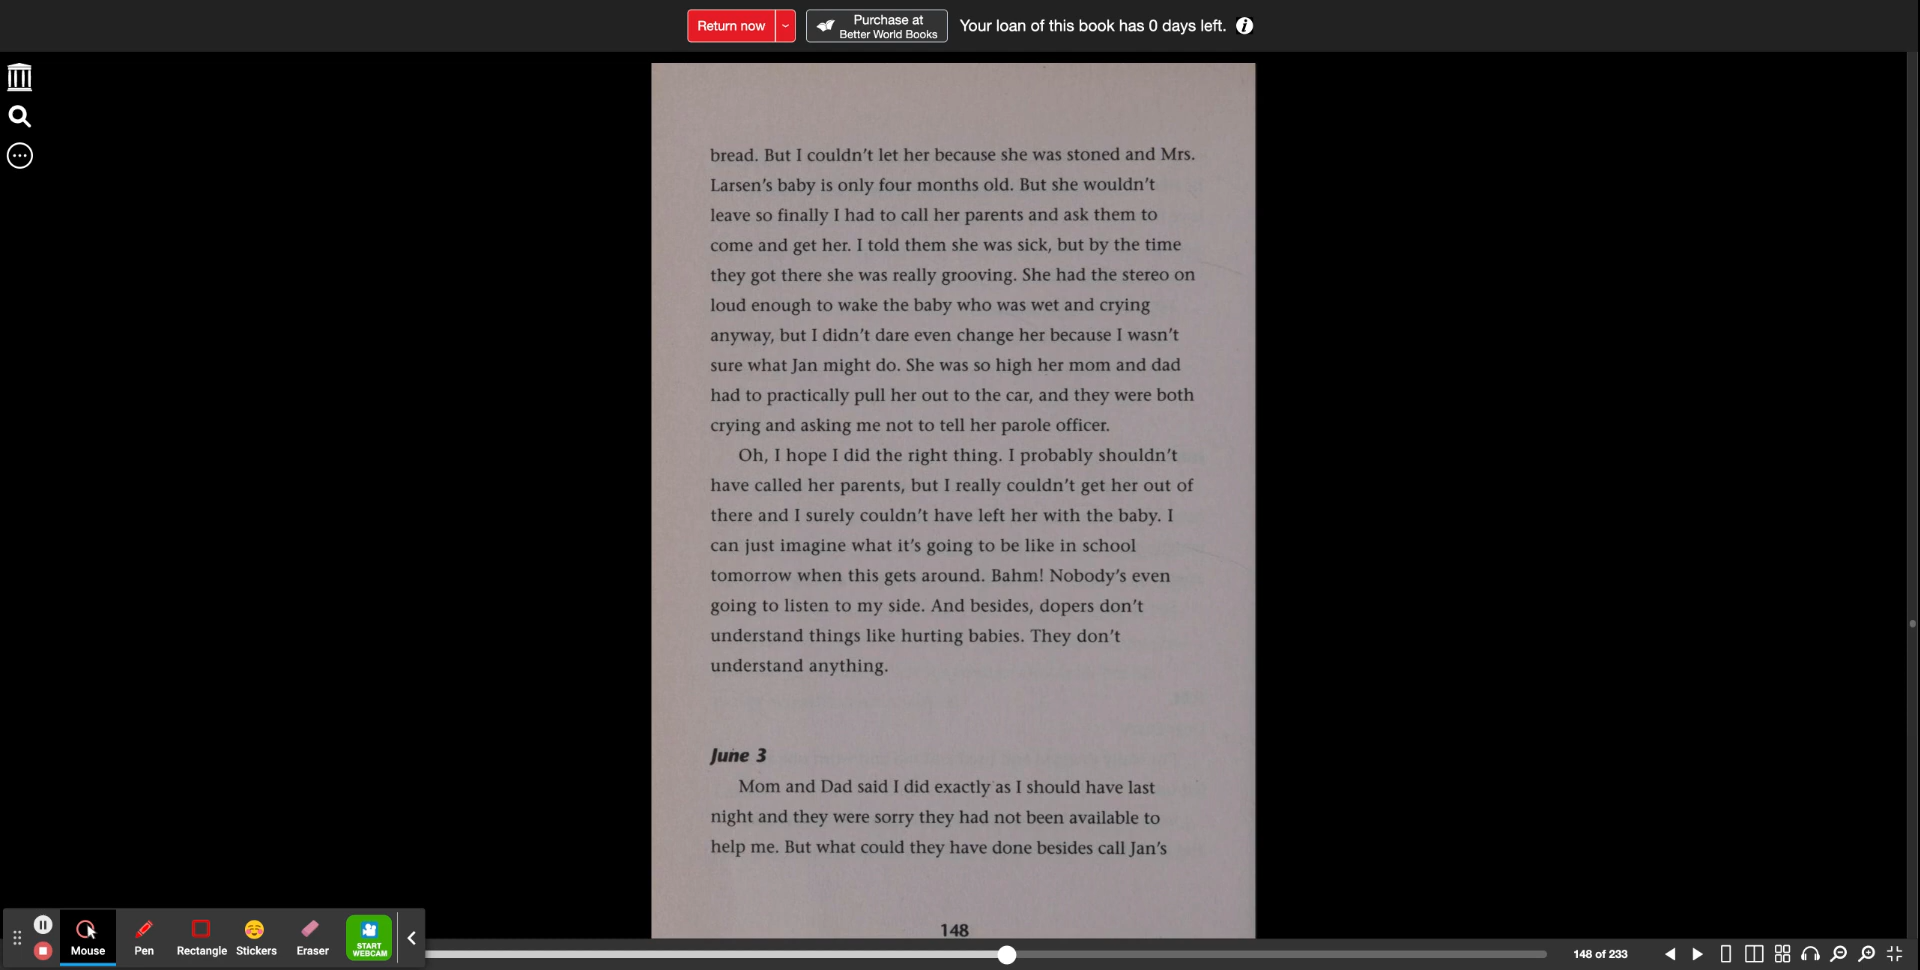 Return now
Purchase at
Better World Books
Your loan of this book has 0 days left.
bread. But I couldn't let her because she was stoned and Mrs.
Larsen's baby is only four months old. But she wouldn't
leave so finally I had to call her parents and ask them to
come and get her. I told them she was sick, but by the time
they got there she was really grooving. She had the stereo on
loud enough to wake the baby who was wet and crying
anyway, but I didn't dare even change her because I wasn't
sure what Jan might do. She was so high her mom and dad
had to practically pull her out to the car, and they were both
crying and asking me not to tell her parole officer.
Oh, I hope I did the right thing. I probably shouldn't
have called her parents, but I really couldn't get her out of
there and I surely couldn't have left her with the baby. I
can just imagine what it's going to be like in school
tomorrow when this gets around. Bahm! Nobody's even
going to listen to my side. And besides, dopers don't
understand things like hurting babies. They don't
understand anything.
June 3
Mom and Dad said I did exactly as I should have last
night and they were sorry they had not been available to
help me. But what could they have done besides call Jan's
148
Mouse
Pen
Rectangle
Stickers
Eraser
START
WEBCAM
148 of 233